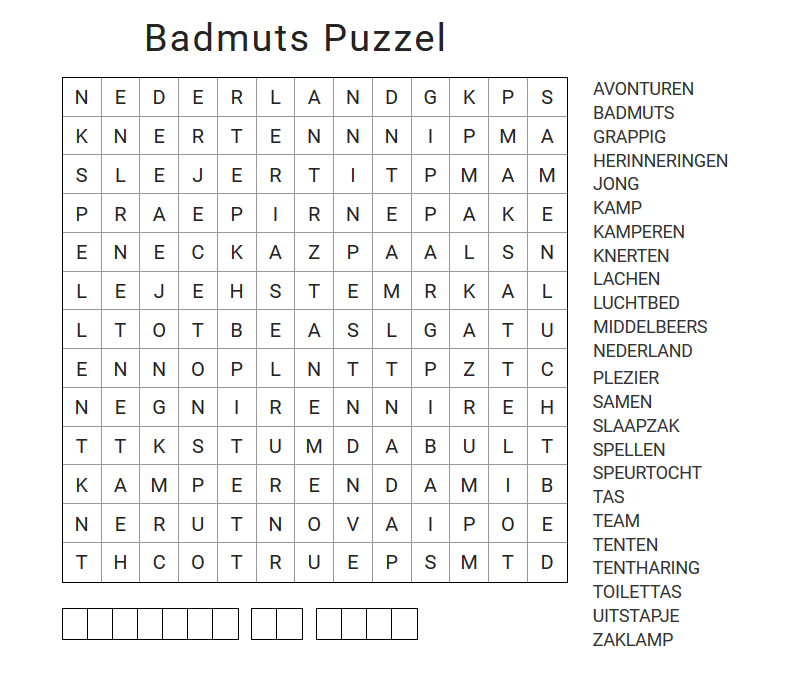 Badmuts Puzzel
N E D E R L A N D G K P S
K N E R T E N N N I P M A
S L E J E R T I T P M A M
P R A E P I R N E P A K E
E N E C K A Z P A A L S N
L E J E H S T E M R K A L
L T O T B E A S L G A T U
E N N O P L N T T P Z T C
N E G N I R E N N I R E H
T T K S T U M D A B U L T
K A M P E R E N D A M I B
N E R U T N O V A I P O E
T H C O T R U E P S M T D
AVONTUREN
BADMUTS
GRAPPIG
HERINNERINGEN
JONG
KAMP
KAMPEREN
KNERTEN
LACHEN
LUCHTBED
MIDDELBEERS
NEDERLAND
PLEZIER
SAMEN
SLAAPZAK
SPELLEN
SPEURTOCHT
TAS
TEAM
TENTEN
TENTHARING
TOILETTAS
UITSTAPJE
ZAKLAMP